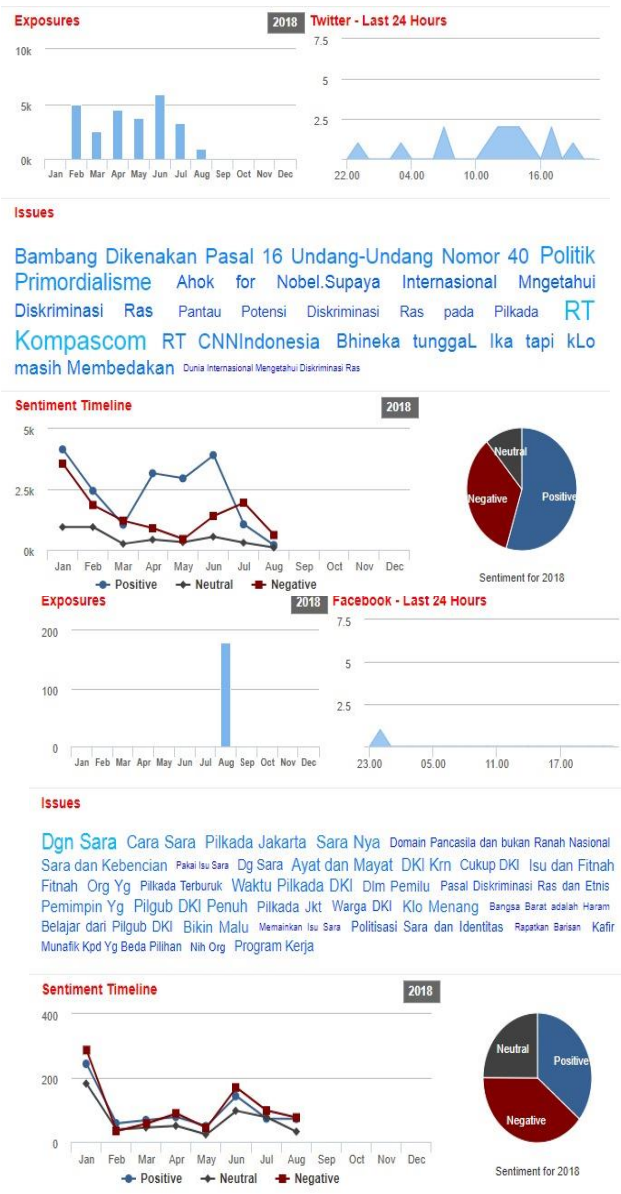 Exposures 2018 Twitter - Last 24 Hours
10k
5k
0k
Jan Feb Mar Apr May Jun Jul Aug Sep Oct Nov Dec
7.5
5
2.5
22.00 04.00 10.00 16.00
Issues
Bambang Dikenakan Pasal 16 Undang-Undang Nomor 40 Politik
Primordialisme Ahok for Nobel.Supaya Internasional Mngetahui
Diskriminasi Ras Pantau Potensi Diskriminasi Ras pada Pilkada RT
Kompascom RT CNNIndonesia Bhineka tunggaL Ika tapi kLo
masih Membedakan Dunia Internasional Mengetahui Diskriminasi Ras
Sentiment Timeline 2018
5k
2.5k
0k
Jan Feb Mar Apr May Jun Jul Aug Sep Oct Nov Dec
Positive Neutral Negative
Neutral
Negative Positive
Sentiment for 2018
Exposures 2018 Facebook - Last 24 Hours
200
100
0
Jan Feb Mar Apr May Jun Jul Aug Sep Oct Nov Dec
7.5
5
2.5
23.00 05.00 11.00 17.00
Issues
Dgn Sara Cara Sara Pilkada Jakarta Sara Nya Domain Pancasila dan bukan Ranah Nasional
Sara dan Kebencian Pakai Isu Sara Dg Sara Ayat dan Mayat DKI Krn Cukup DKI Isu dan Fitnah
Fitnah Org Yg Pilkada Terburuk Waktu Pilkada DKI Dlm Pemilu Pasal Diskriminasi Ras dan Etnis
Pemimpin Yg Pilgub DKI Penuh Pilkada Jkt Warga DKI Klo Menang Bangsa Barat adalah Haram
Belajar dari Pilgub DKI Bikin Malu Memainkan Isu Sara Politisasi Sara dan Identitas Rapatkan Barisan Kafir
Munafik Kpd Yg Beda Pilihan Nih Org Program Kerja
Sentiment Timeline 2018
400
200
0
Jan Feb Mar Apr May Jun Jul Aug Sep Oct Nov Dec
Positive Neutral Negative
Neutral
Positive
Negative
Sentiment for 2018